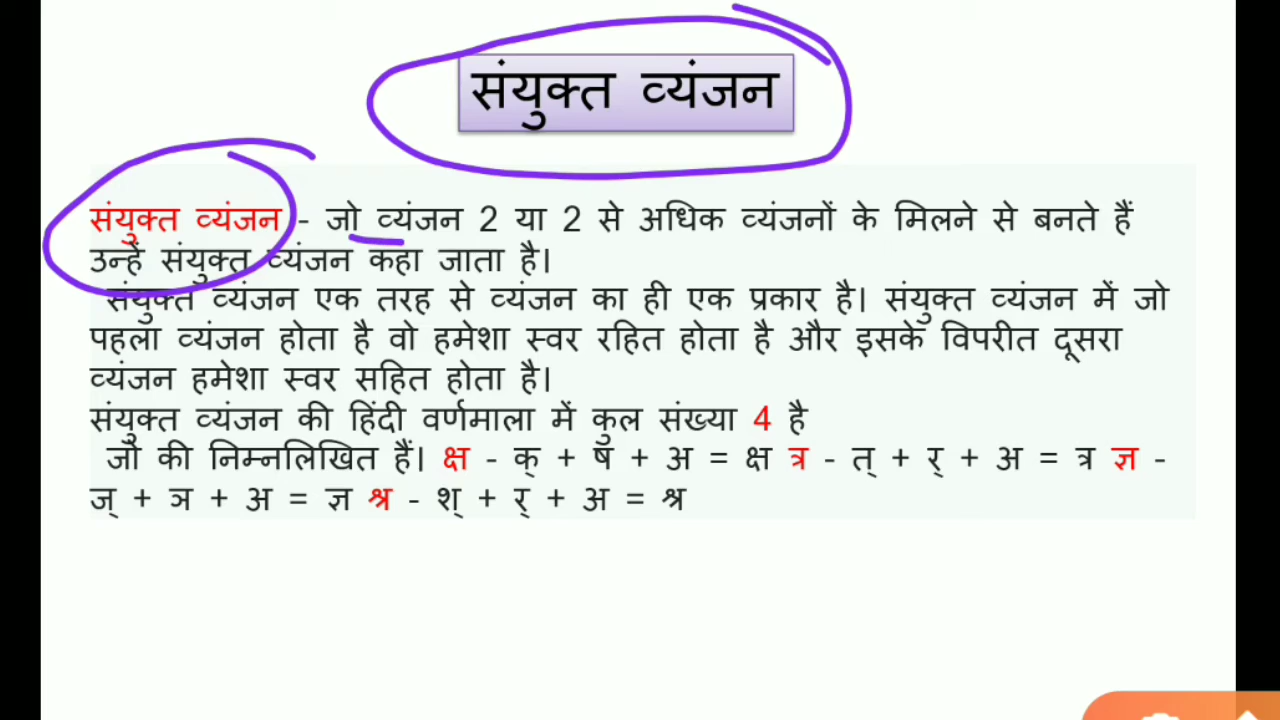 संयुक्त व्यंजन
संयुक्त व्यंजन - जो व्यंजन 2 या 2 से अधिक व्यंजनों के मिलने से बनते हैं
उन्हें संयुक्त व्यंजन कहा जाता है।
संयुक्त व्यंजन एक तरह से व्यंजन का ही एक प्रकार है। संयुक्त व्यंजन में जो
पहला व्यंजन होता है वो हमेशा स्वर रहित होता है और इसके विपरीत दूसरा
व्यंजन हमेशा स्वर सहित होता है।
संयुक्त व्यंजन की हिंदी वर्णमाला में कुल संख्या 4 है
जो की निम्नलिखित हैं। क्ष - क् + ष + अ = क्ष त्र - त् + र् + अ = त्र ज्ञ -
ज् + ञ + अ = ज्ञ श्र - श् + र् + अ = श्र